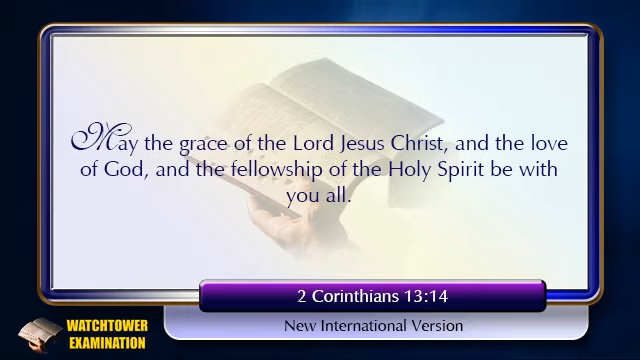 May the grace of the Lord Jesus Christ, and the love
of God, and the fellowship of the Holy Spirit be with
you all.
2 Corinthians 13:14
New International Version
WATCHTOWER
EXAMINATION